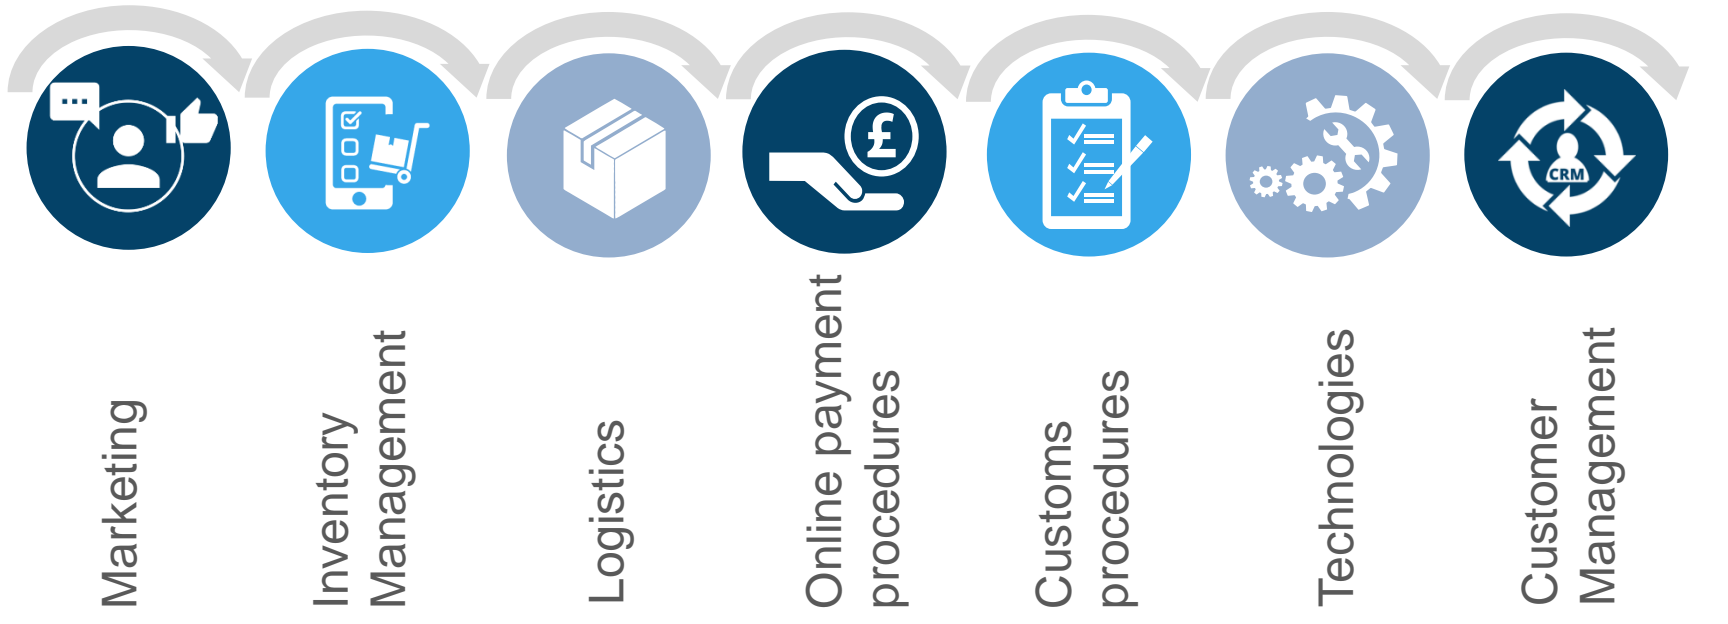 £
CRM
Marketing
Inventory
Management
Logistics
Online payment
procedures
Customs
procedures
Technologies
Customer
Management